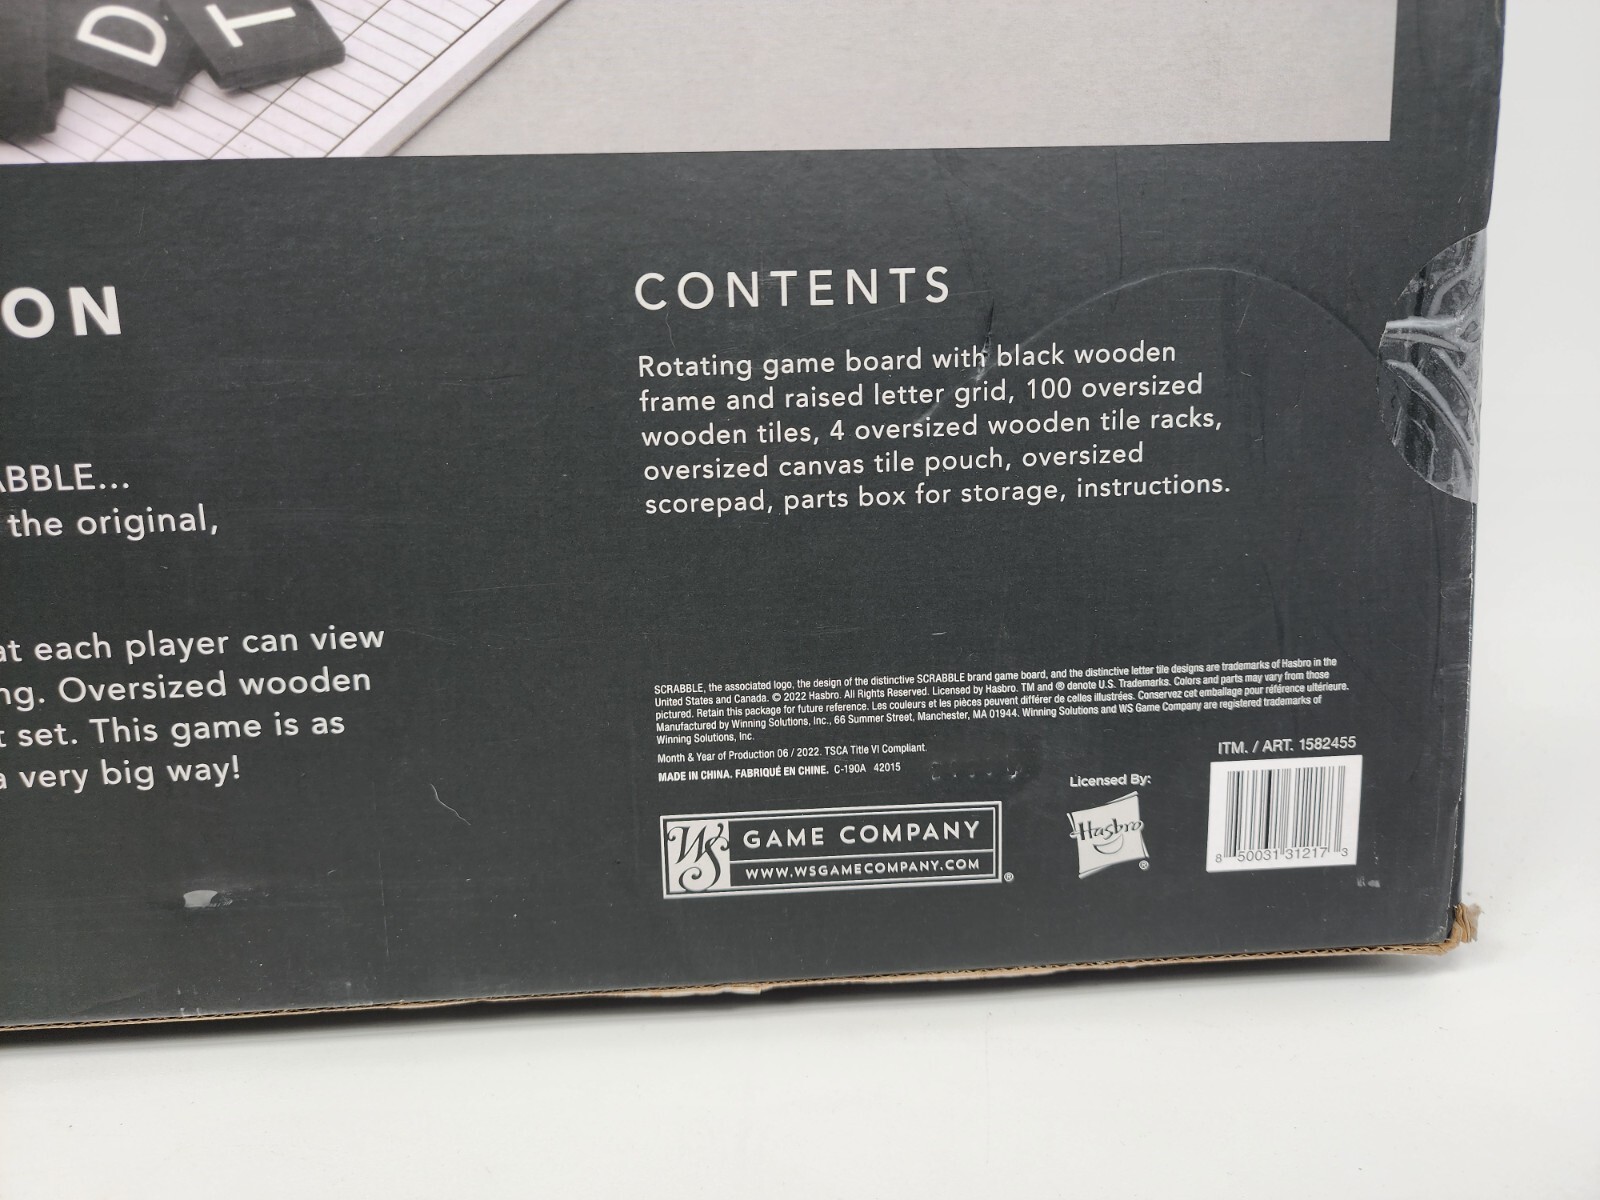 D T
ON
ABBLE...
the original,
at each player can view
ng. Oversized wooden
t set. This game is as
a very big way!
CONTENTS
Rotating game board with black wooden
frame and raised letter grid, 100 oversized
wooden tiles, 4 oversized wooden tile racks,
oversized canvas tile pouch, oversized
scorepad, parts box for storage, instructions.
SCRABBLE, the associated logo, the design of the distinctive SCRABBLE brand game board, and the distinctive letter tile designs are trademarks of Hasbro in the
United States and Canada. © 2022 Hasbro. All Rights Reserved. Licensed by Hasbro. TM and ® denote U.S. Trademarks. Colors and parts may vary from those
pictured. Retain this package for future reference. Les couleurs et les pièces peuvent différer de celles illustrées. Conservez cet emballage pour référence ultérieure.
Manufactured by Winning Solutions, Inc., 66 Summer Street, Manchester, MA 01944. Winning Solutions and WS Game Company are registered trademarks of
Winning Solutions, Inc.
Month & Year of Production 06 / 2022. TSCA Title VI Compliant.
MADE IN CHINA. FABRIQUÉ EN CHINE. C-190A 42015
WS GAME COMPANY
WWW.WSGAMECOMPANY.COM ®
Licensed By:
Hasbro ®
ITM. / ART. 1582455
8 50031 31217 3